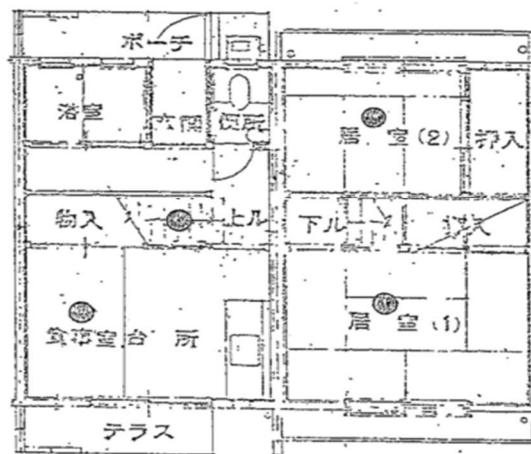 ポーチ
浴室
玄関
便所
居室(2)
押入
物入
上ル
下ル
押入
食事室台所
居室(1)
テラス